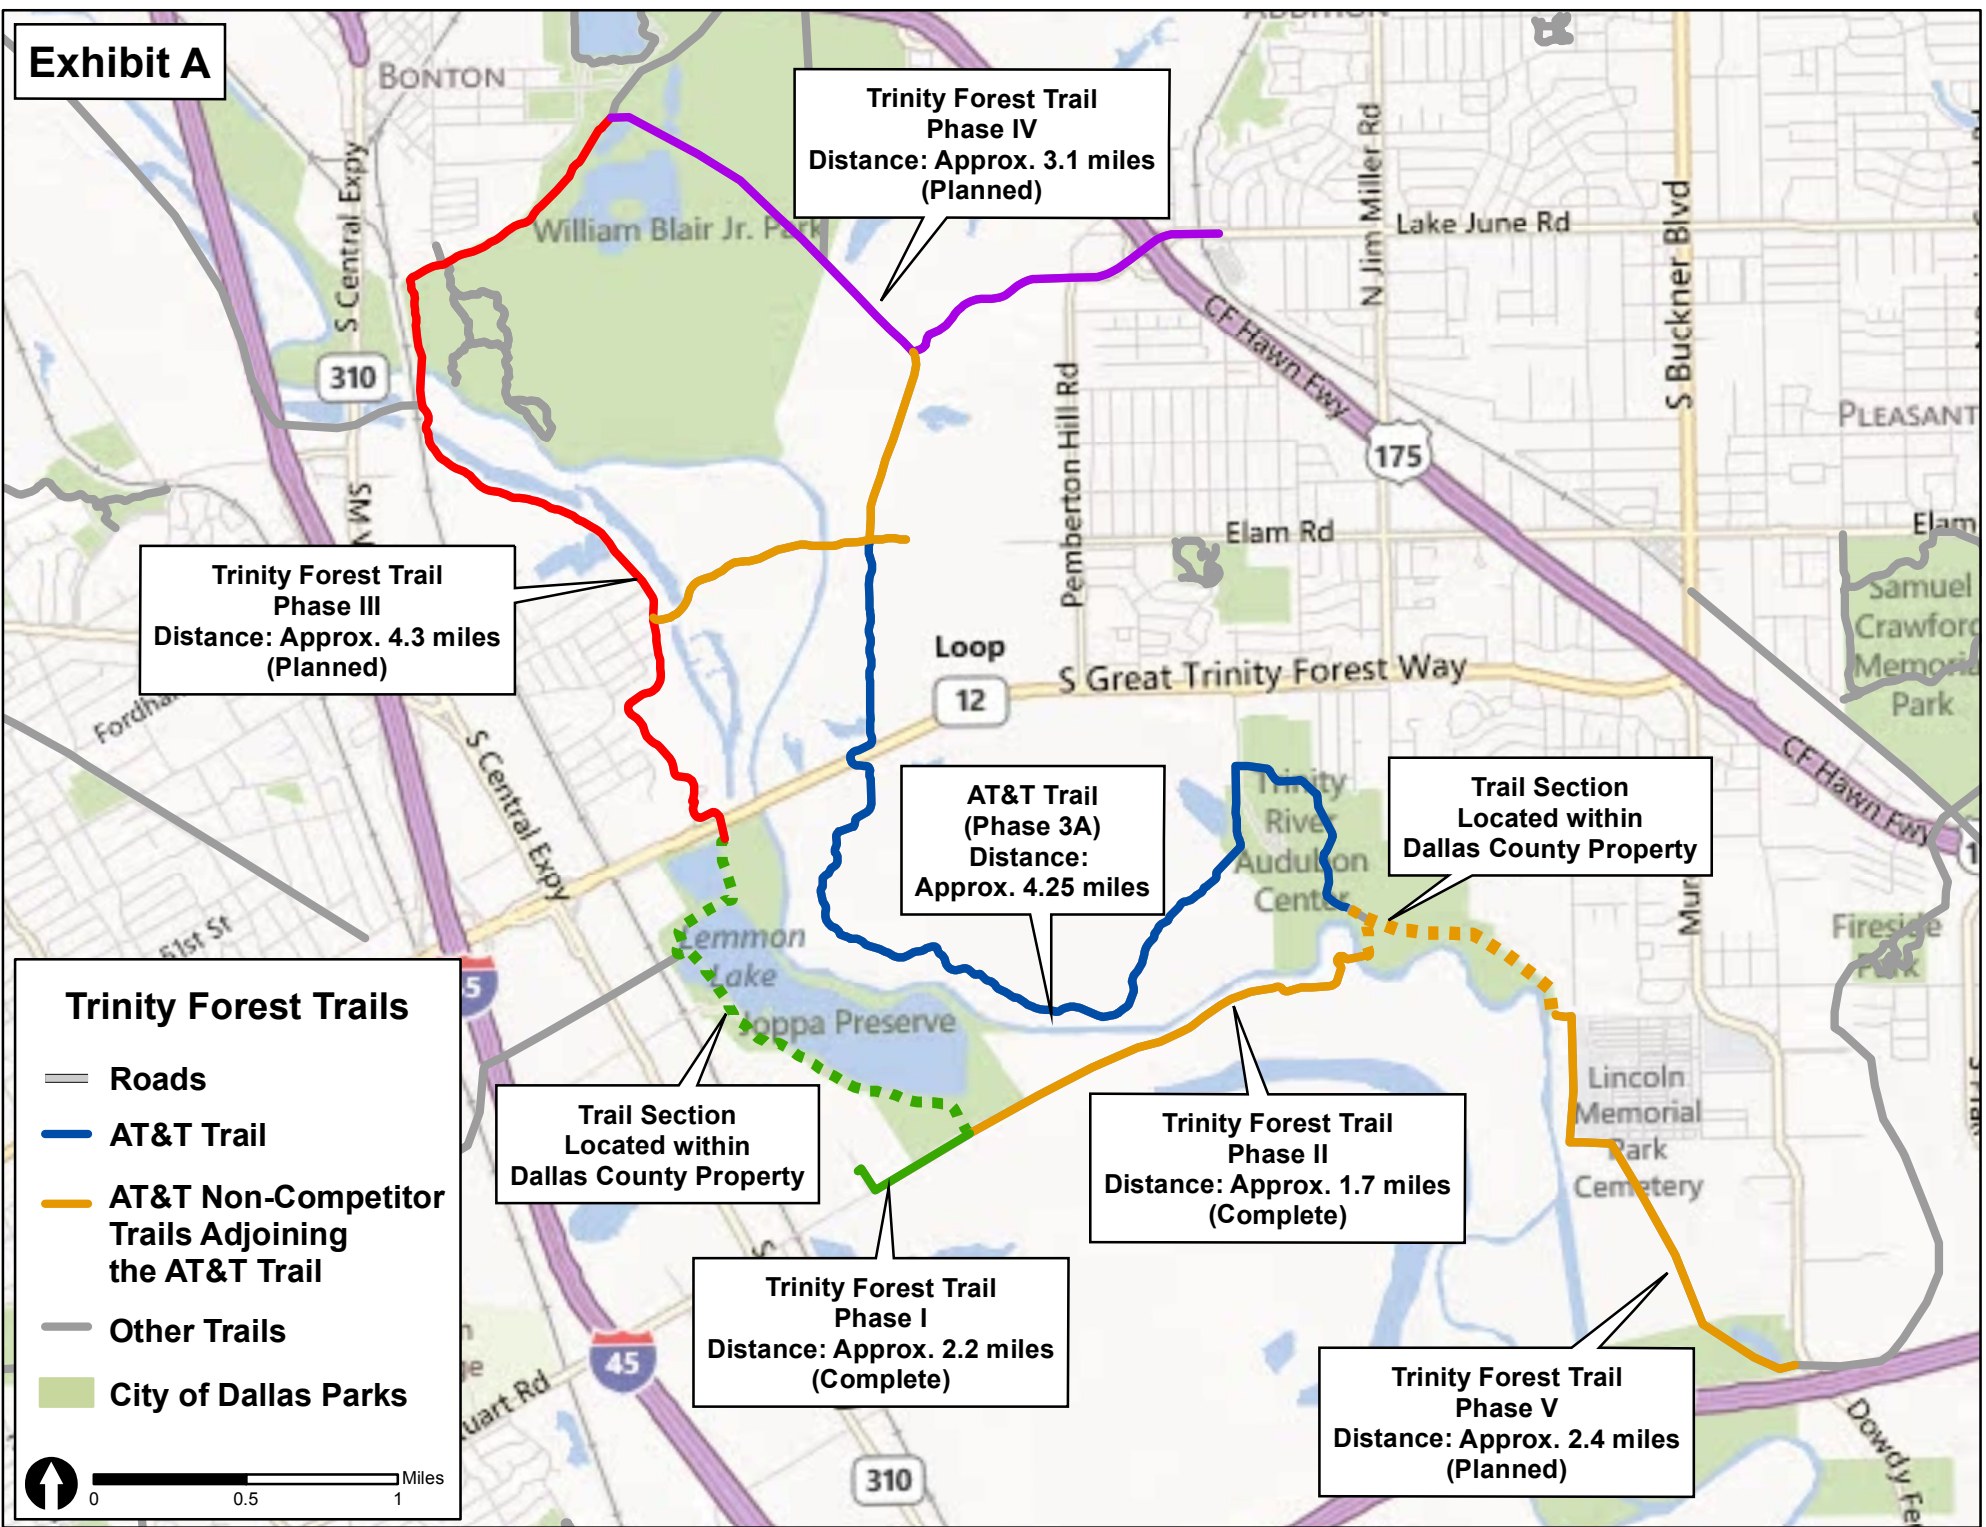 Exhibit A
BONTON
ADDITION
Trinity Forest Trail
Phase IV
Distance: Approx. 3.1 miles
(Planned)
William Blair Jr. Park
S Central Expy
310
N Jim Miller Rd
Lake June Rd
S Buckner Blvd
CF Hawn Fwy
175
PLEASANT
Pemberton Hill Rd
Elam Rd
Elam
Samuel
Crawford
Memorial
Park
Trinity Forest Trail
Phase III
Distance: Approx. 4.3 miles
(Planned)
Loop
12
S Great Trinity Forest Way
S Central Expy
CF Hawn Fwy
AT&T Trail
(Phase 3A)
Distance:
Approx. 4.25 miles
Trinity
River
Audubon
Center
Trail Section
Located within
Dallas County Property
51st St
Lemmon
Lake
Joppa Preserve
Fireside
Park
Trinity Forest Trails
Roads
AT&T Trail
AT&T Non-Competitor
Trails Adjoining
the AT&T Trail
Other Trails
City of Dallas Parks
Miles
0 0.5 1
Trail Section
Located within
Dallas County Property
Trinity Forest Trail
Phase II
Distance: Approx. 1.7 miles
(Complete)
Lincoln
Memorial
Park
Cemetery
Trinity Forest Trail
Phase I
Distance: Approx. 2.2 miles
(Complete)
45
310
Trinity Forest Trail
Phase V
Distance: Approx. 2.4 miles
(Planned)